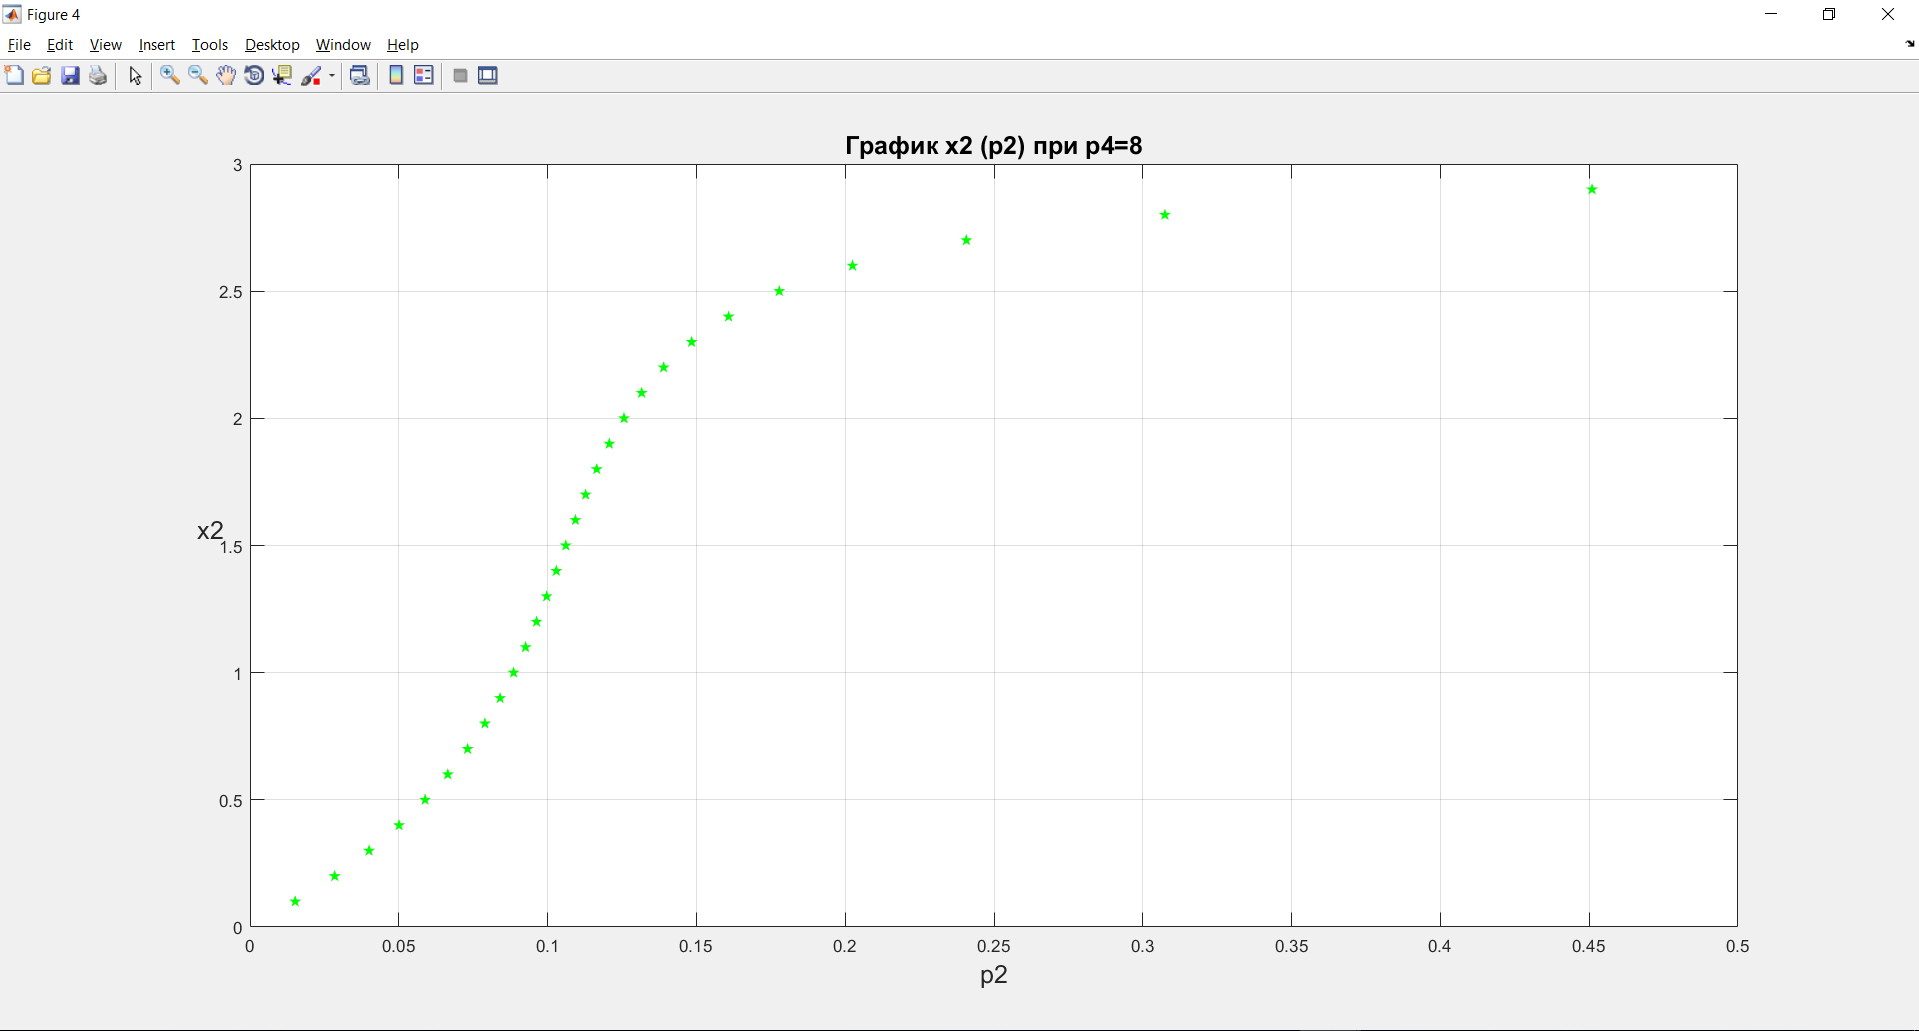 Figure 4
File Edit View Insert Tools Desktop Window Help
График x2 (p2) при p4=8
3
2.5
2
x2
1.5
1
0.5
0
0 0.05 0.1 0.15 0.2 0.25 0.3 0.35 0.4 0.45 0.5
p2